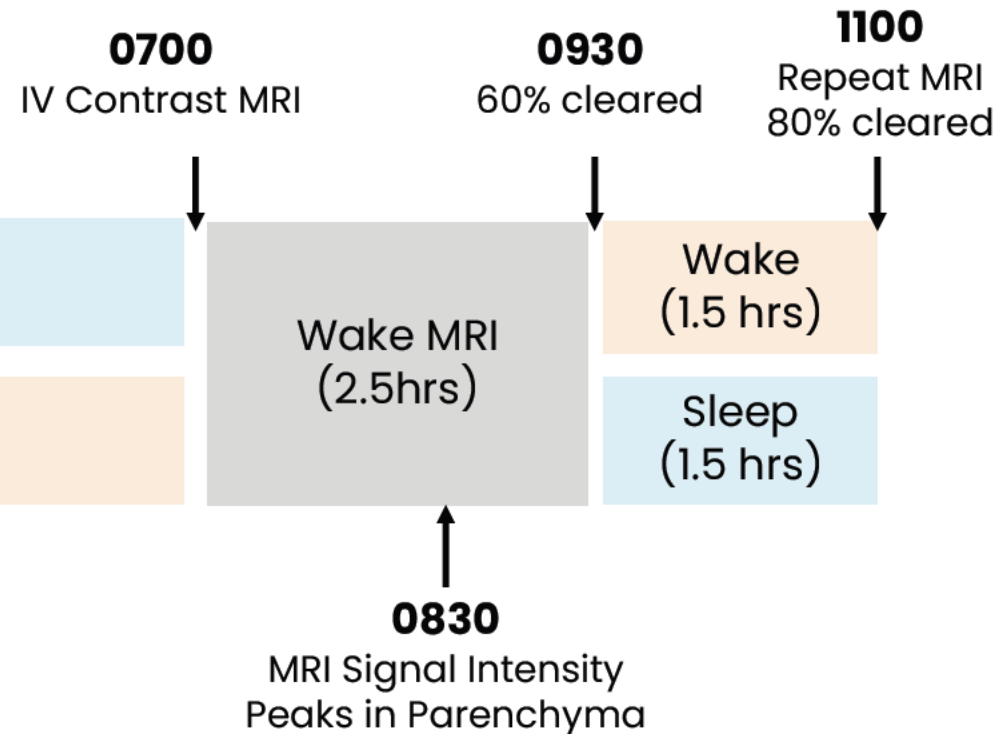 0700
IV Contrast MRI
0930
60% cleared
1100
Repeat MRI
80% cleared
Wake MRI
(2.5hrs)
Wake
(1.5 hrs)
Sleep
(1.5 hrs)
0830
MRI Signal Intensity
Peaks in Parenchyma